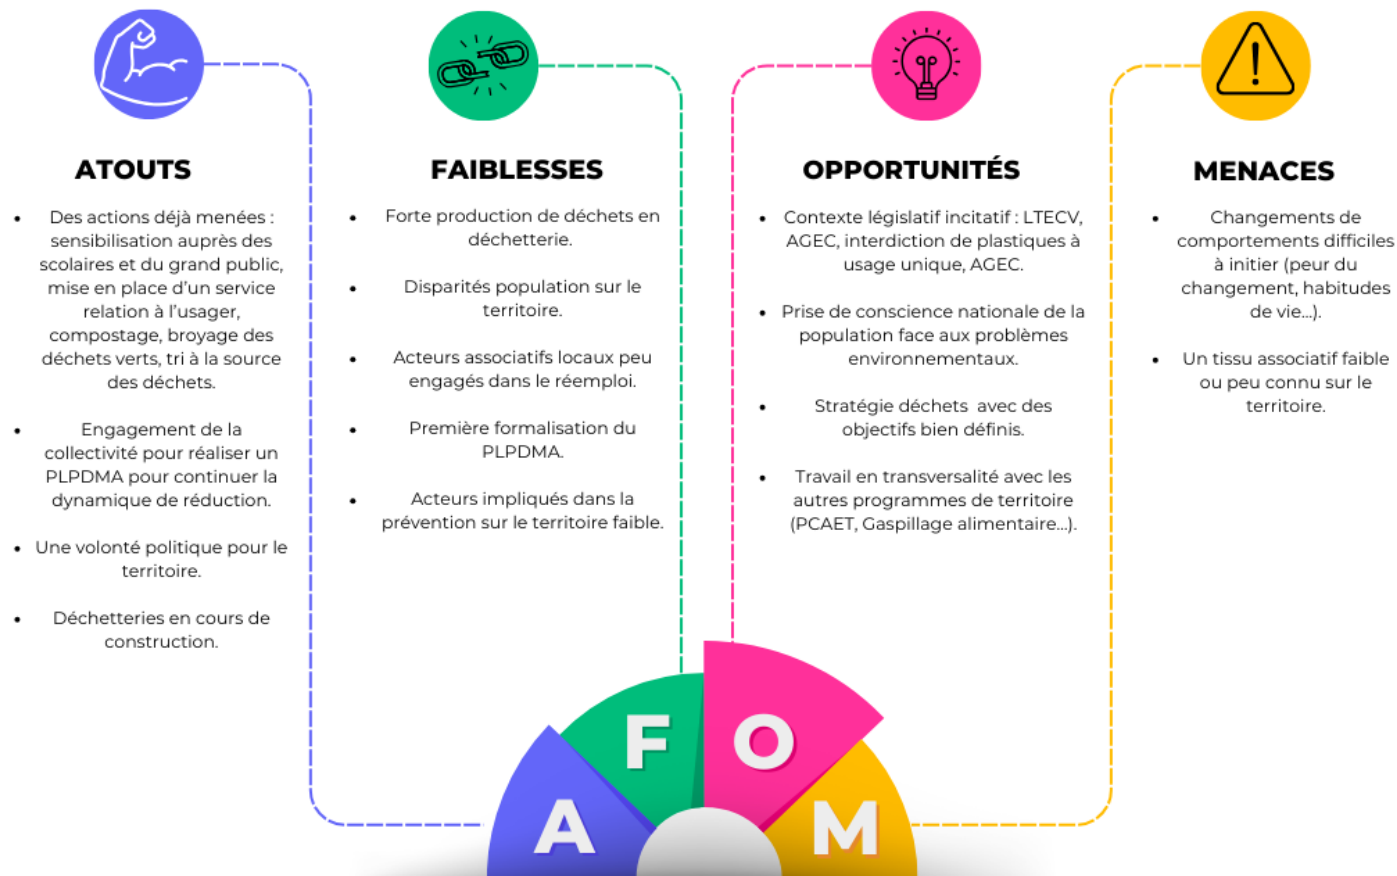 ATOUTS
• Des actions déjà menées :
sensibilisation auprès des
scolaires et du grand public,
mise en place d'un service
relation à l'usager,
compostage, broyage des
déchets verts, tri à la source
des déchets.
• Engagement de la
collectivité pour réaliser un
PLPDMA pour continuer la
dynamique de réduction.
• Une volonté politique pour le
territoire.
• Déchetteries en cours de
construction.
FAIBLESSES
• Forte production de déchets en
déchetterie.
• Disparités population sur le
territoire.
• Acteurs associatifs locaux peu
engagés dans le réemploi.
• Première formalisation du
PLPDMA.
• Acteurs impliqués dans la
prévention sur le territoire faible.
OPPORTUNITÉS
• Contexte législatif incitatif : LTECV,
AGEC, interdiction de plastiques à
usage unique, AGEC.
• Prise de conscience nationale de la
population face aux problèmes
environnementaux.
• Stratégie déchets avec des
objectifs bien définis.
• Travail en transversalité avec les
autres programmes de territoire
(PCAET, Gaspillage alimentaire...).
MENACES
• Changements de
comportements difficiles
à initier (peur du
changement, habitudes
de vie...).
• Un tissu associatif faible
ou peu connu sur le
territoire.
A
F
O
M